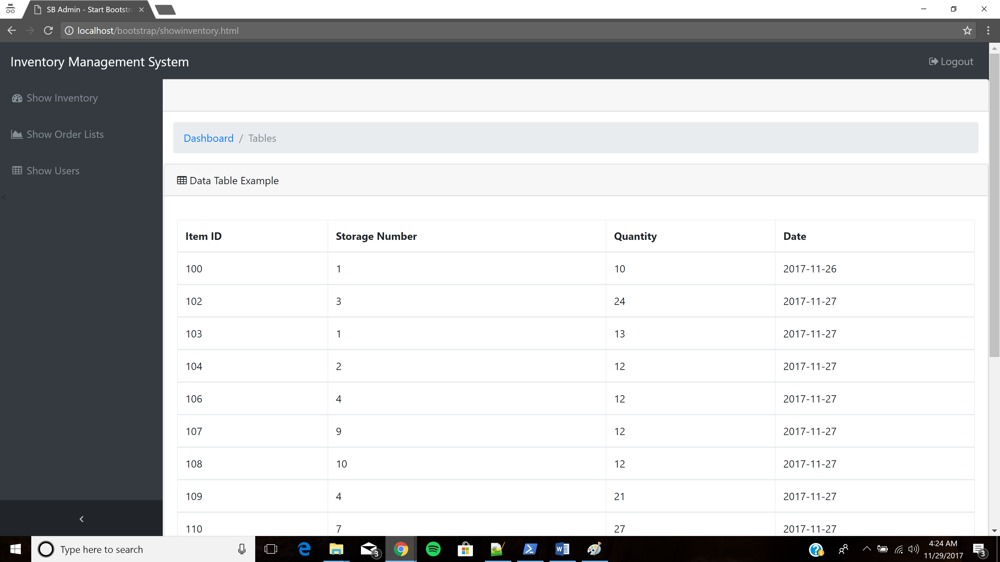 SB Admin - Start Bootstra
localhost/bootstrap/showinventory.html
Inventory Management System
Logout
Show Inventory
Show Order Lists
Show Users
<
Dashboard / Tables
Data Table Example
Item ID Storage Number Quantity Date
100 1 10 2017-11-26
102 3 24 2017-11-27
103 1 13 2017-11-27
104 2 12 2017-11-27
106 4 12 2017-11-27
107 9 12 2017-11-27
108 10 12 2017-11-27
109 4 21 2017-11-27
110 7 27 2017-11-27
Type here to search
3
4:24 AM
11/29/2017
3